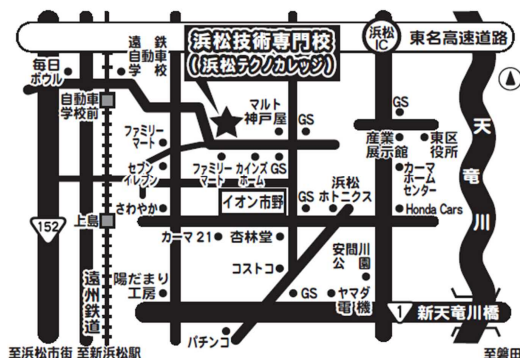 浜松技術専門校
(浜松テクノカレッジ)
浜松
IC
東名高速道路
毎日
ボウル
遠鉄
自動車
学校
自動車
学校前
ファミリー
マート
マルト
神戸屋
GS
GS
産業
展示館
東区
役所
天竜川
セブン
イレブン
ファミリー
マート
カインズ
ホーム
GS
カーマ
ホーム
センター
イオン市野
さわやか
GS
浜松
ホトニクス
Honda Cars
152
上島
カーマ21
杏林堂
安間川
公園
コストコ
遠州鉄道
陽だまり
工房
GS
ヤマダ
電機
1
新天竜川橋
パチンコ
至浜松市街
至新浜松駅
至磐田